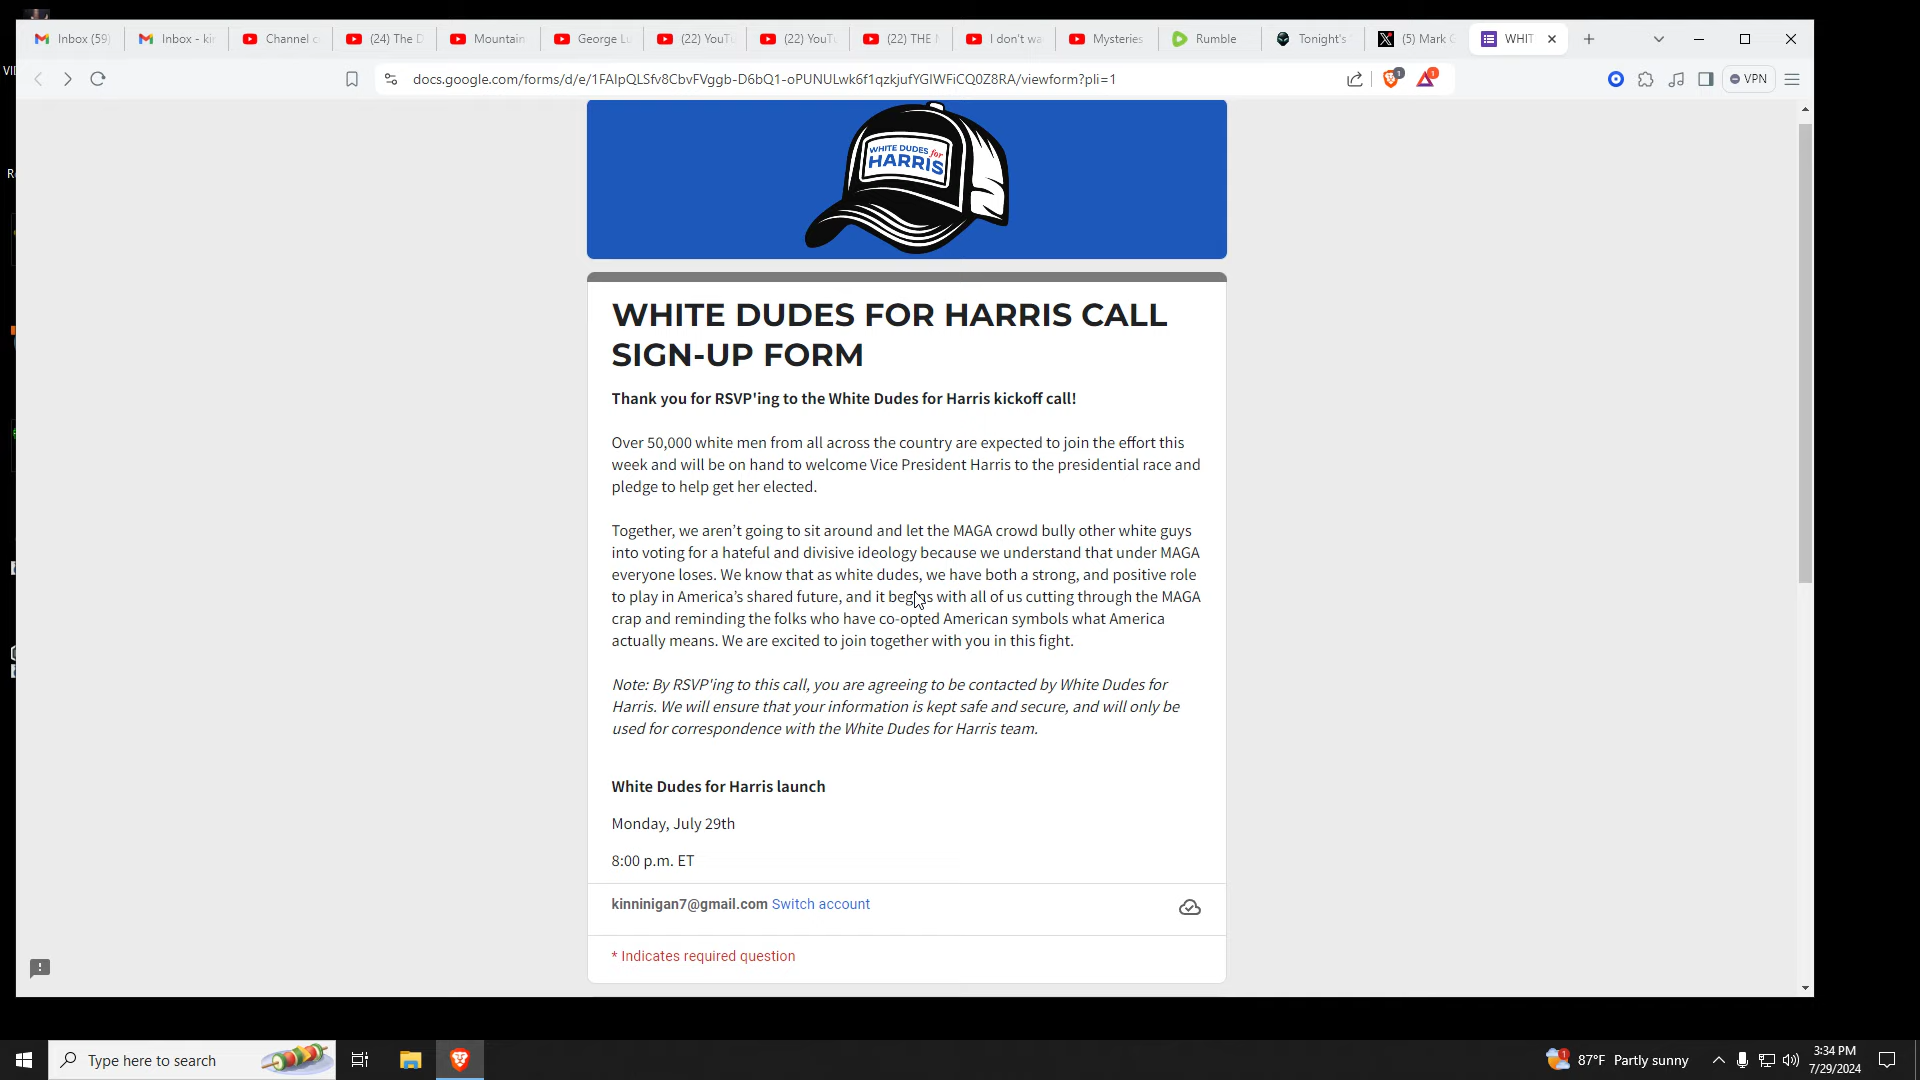 Inbox (59)
Inbox - kin
Channel c
(24) The D
Mountain
George Lu
(22) YouTu
(22) YouTu
(22) THE
I don't wa
Mysteries
Rumble
Tonight's
(5) Mark
WHIT
docs.google.com/forms/d/e/1FAIpQLSfv8CbvFVggb-D6bQ1-oPUNULwk6f1qzkjufYGIWFiCQ0Z8RA/viewform?pli=1
1
1
VPN
WHITE DUDES for
HARRIS
WHITE DUDES FOR HARRIS CALL
SIGN-UP FORM
Thank you for RSVP'ing to the White Dudes for Harris kickoff call!
Over 50,000 white men from all across the country are expected to join the effort this
week and will be on hand to welcome Vice President Harris to the presidential race and
pledge to help get her elected.
Together, we aren’t going to sit around and let the MAGA crowd bully other white guys
into voting for a hateful and divisive ideology because we understand that under MAGA
everyone loses. We know that as white dudes, we have both a strong, and positive role
to play in America’s shared future, and it begins with all of us cutting through the MAGA
crap and reminding the folks who have co-opted American symbols what America
actually means. We are excited to join together with you in this fight.
Note: By RSVP'ing to this call, you are agreeing to be contacted by White Dudes for
Harris. We will ensure that your information is kept safe and secure, and will only be
used for correspondence with the White Dudes for Harris team.
White Dudes for Harris launch
Monday, July 29th
8:00 p.m. ET
kinninigan7@gmail.com Switch account
* Indicates required question
Type here to search
1
87°F Partly sunny
3:34 PM
7/29/2024